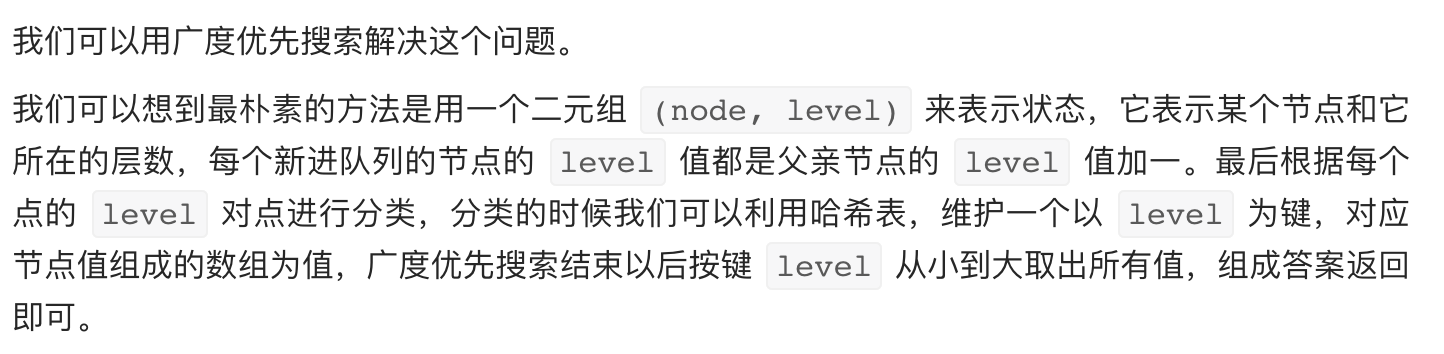 我们可以用广度优先搜索解决这个问题。
我们可以想到最朴素的方法是用一个二元组 (node, level) 来表示状态，它表示某个节点和它
所在的层数，每个新进队列的节点的 level 值都是父亲节点的 level 值加一。最后根据每个
点的 level 对点进行分类，分类的时候我们可以利用哈希表，维护一个以 level 为键，对应
节点值组成的数组为值，广度优先搜索结束以后按键 level 从小到大取出所有值，组成答案返回
即可。